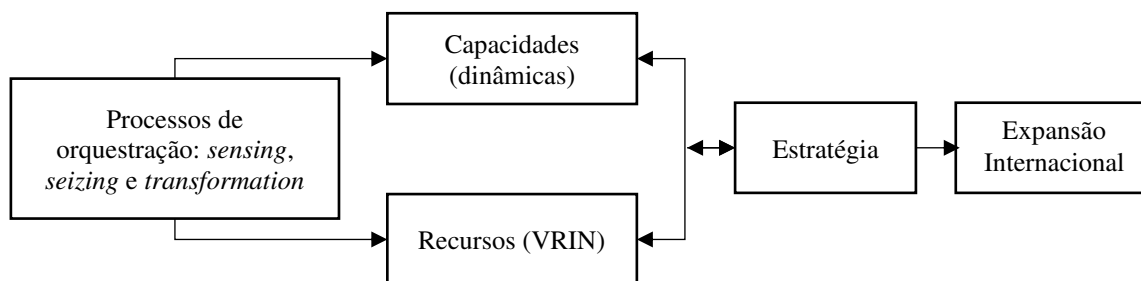 Processos de
orquestração: sensing,
seizing e transformation
Capacidades
(dinâmicas)
Recursos (VRIN)
Estratégia
Expansão
Internacional